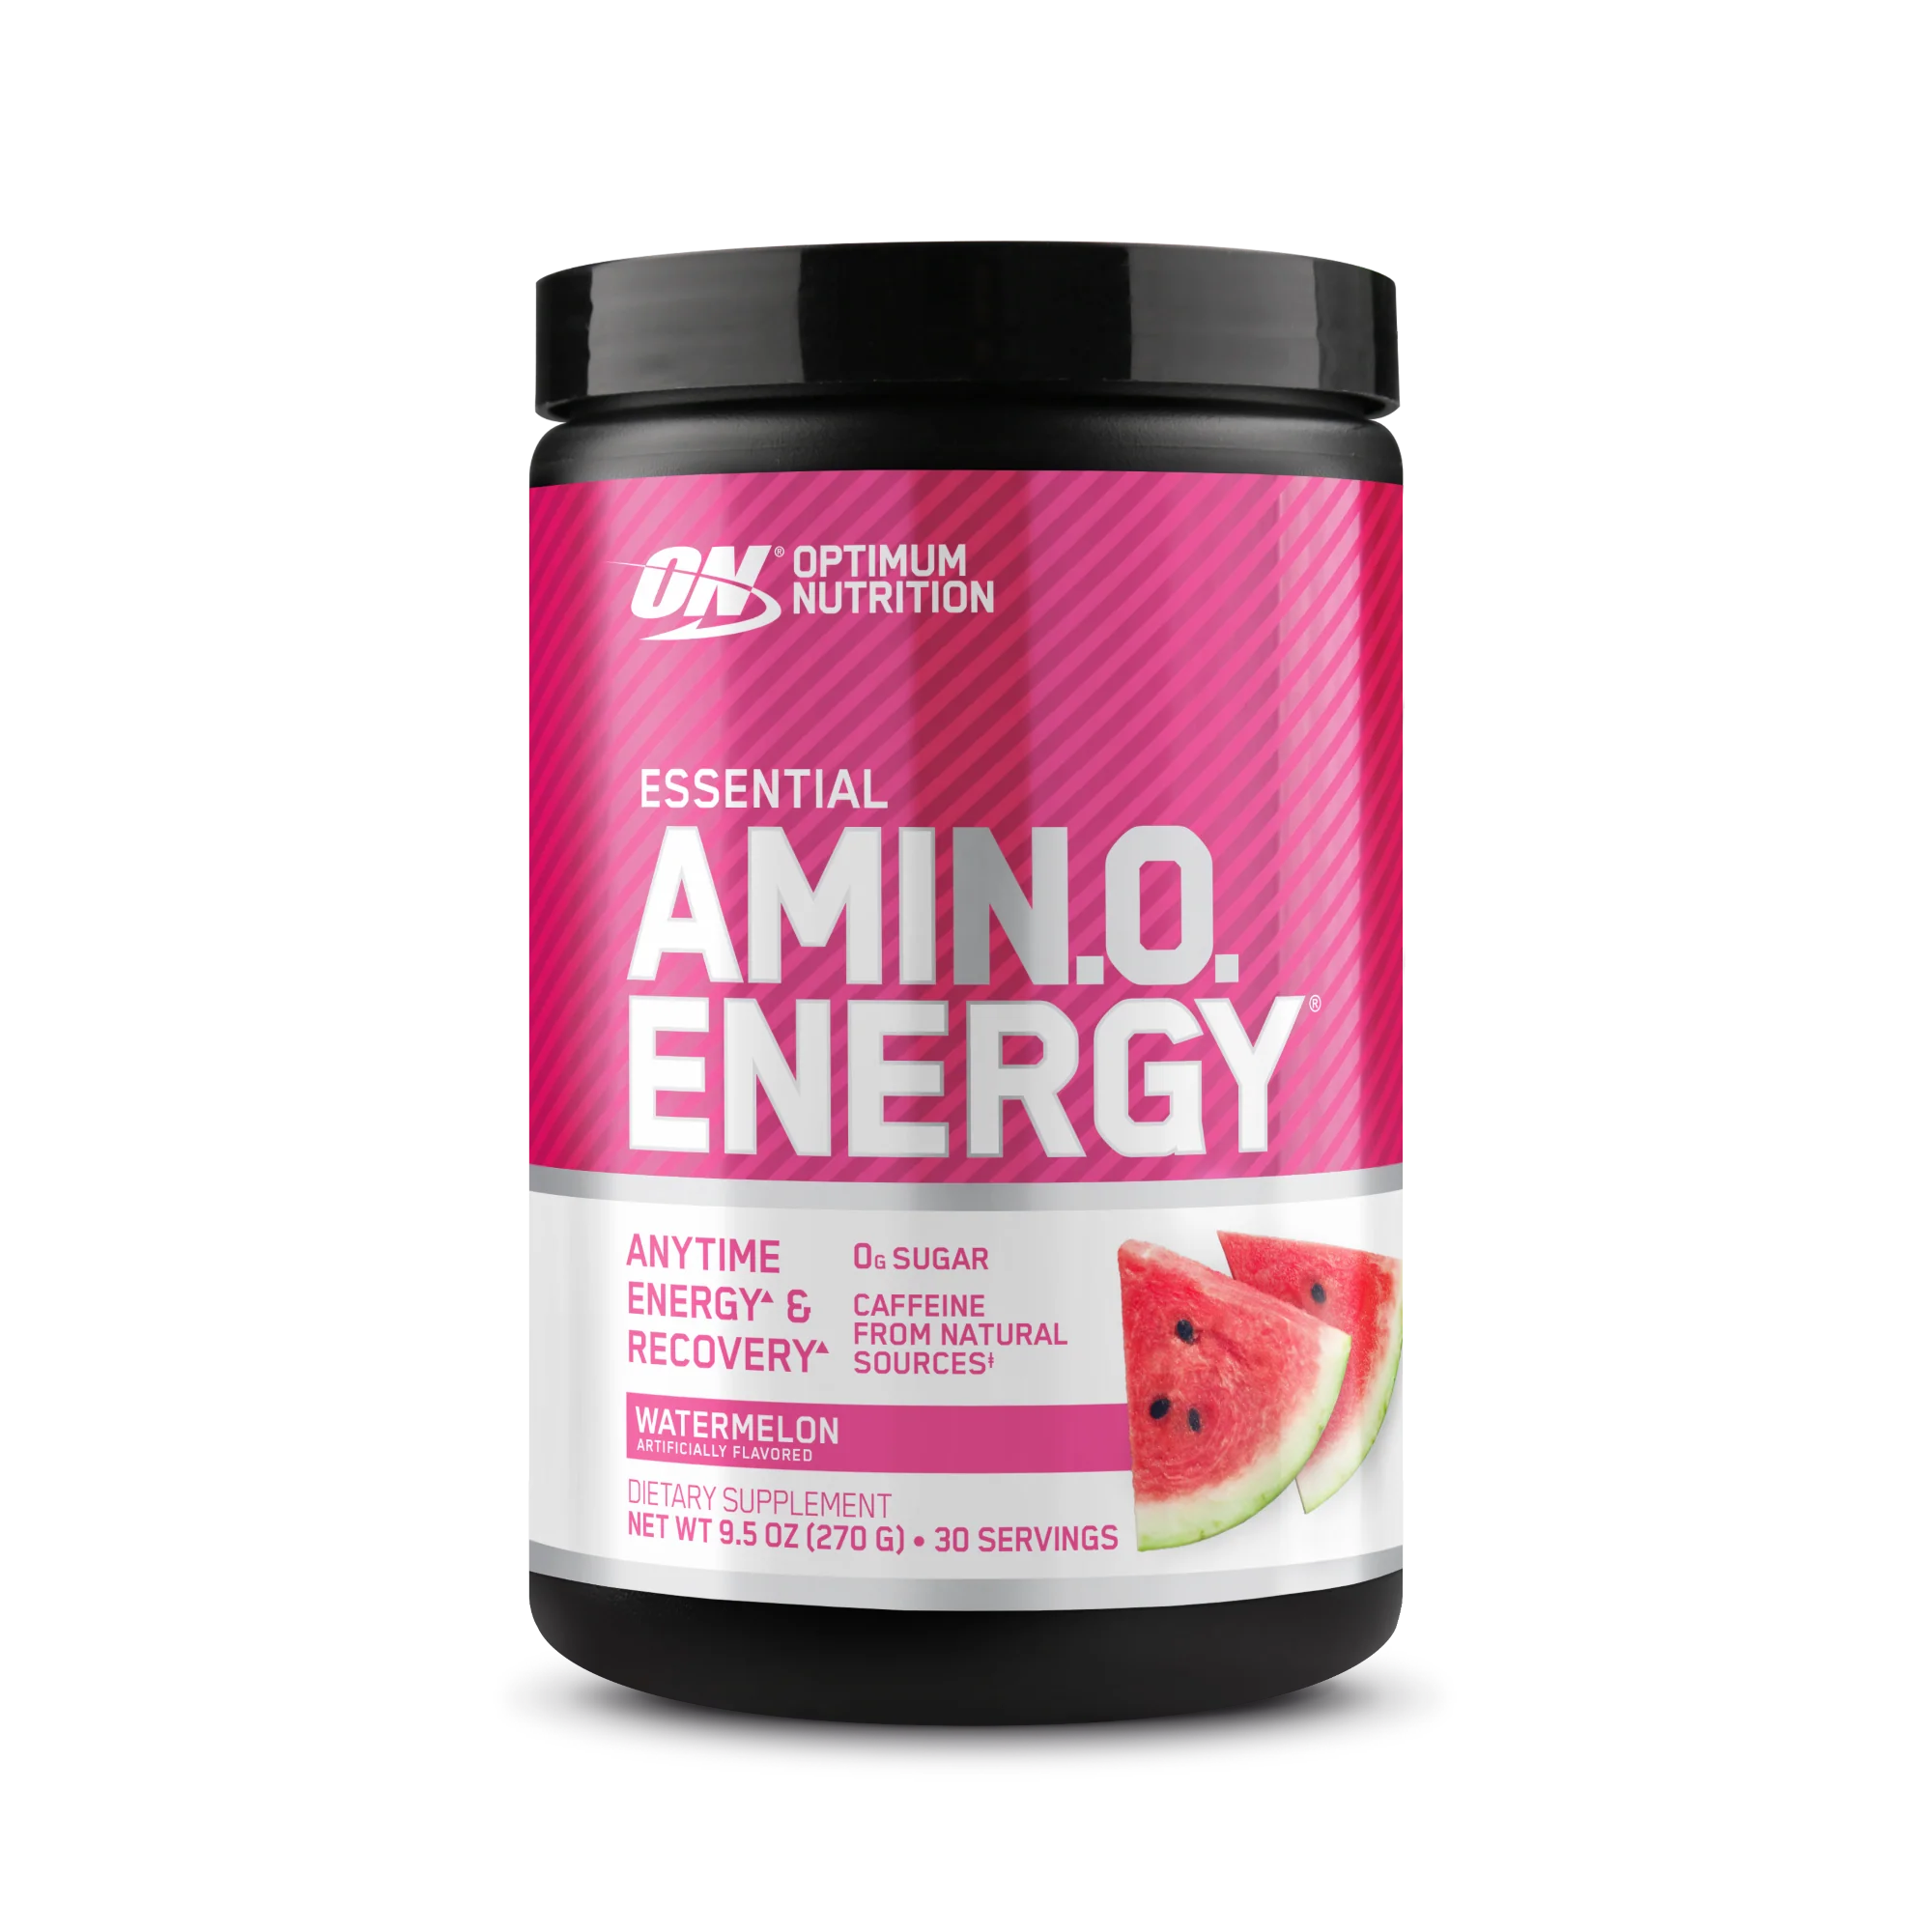 ON® OPTIMUM
NUTRITION
ESSENTIAL
AMIN.O.
ENERGY®
ANYTIME
ENERGY▲ &
RECOVERY▲
0G SUGAR
CAFFEINE
FROM NATURAL
SOURCES‡
WATERMELON
ARTIFICIALLY FLAVORED
DIETARY SUPPLEMENT
NET WT 9.5 OZ (270 G) • 30 SERVINGS